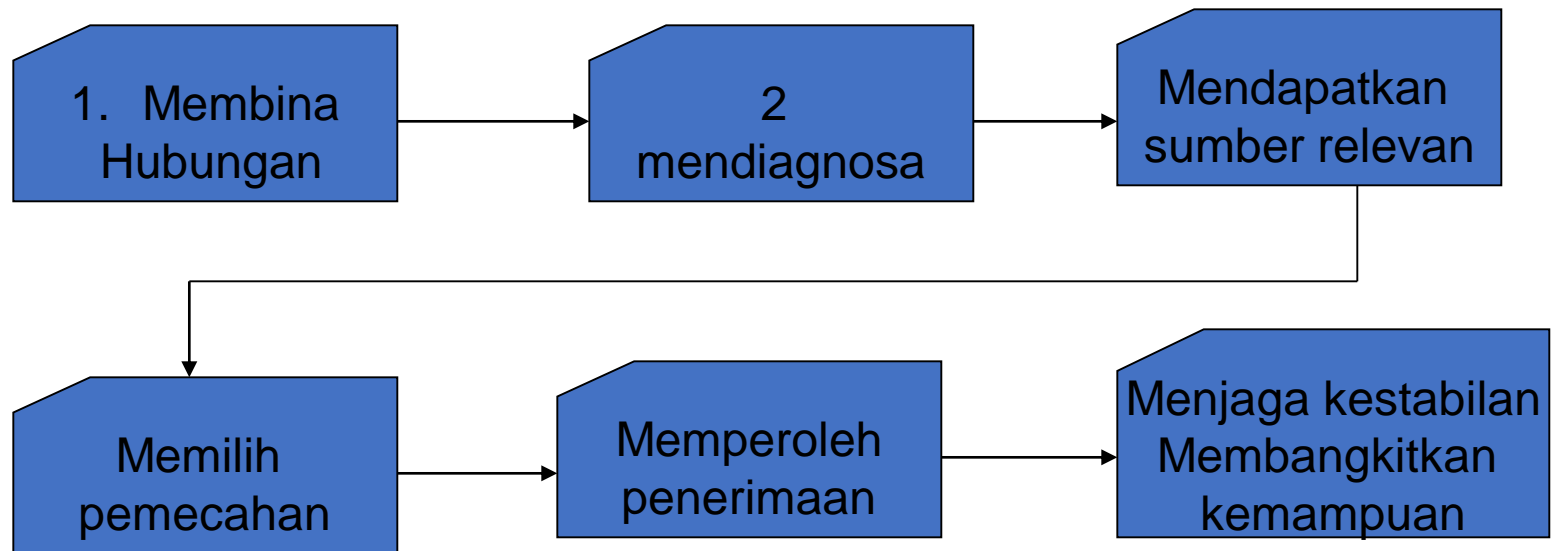 1. Membina
Hubungan
2
mendiagnosa
Mendapatkan
sumber relevan
Memilih
pemecahan
Memperoleh
penerimaan
Menjaga kestabilan
Membangkitkan
kemampuan